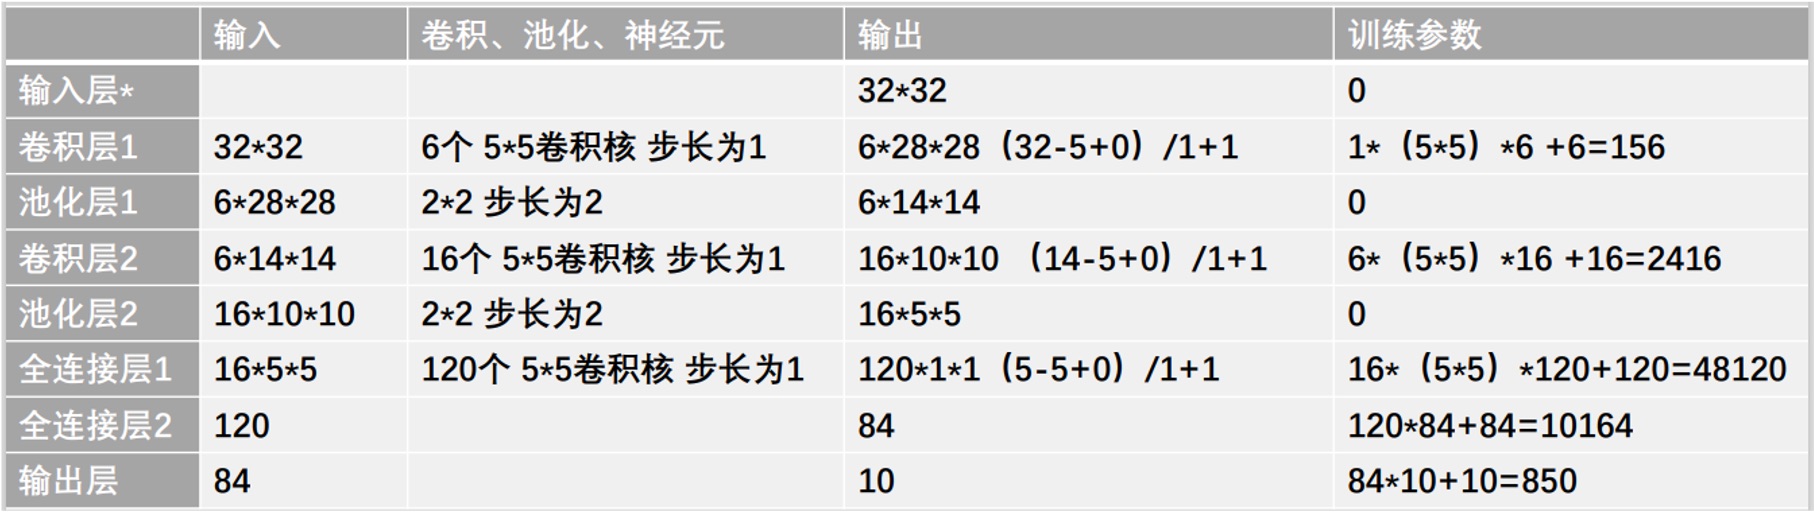 输入 卷积、池化、神经元 输出 训练参数
输入层* 32*32 0
卷积层1 32*32 6个 5*5卷积核 步长为1 6*28*28（32-5+0）/1+1 1*（5*5）*6 +6=156
池化层1 6*28*28 2*2 步长为2 6*14*14 0
卷积层2 6*14*14 16个 5*5卷积核 步长为1 16*10*10 （14-5+0）/1+1 6*（5*5）*16 +16=2416
池化层2 16*10*10 2*2 步长为2 16*5*5 0
全连接层1 16*5*5 120个 5*5卷积核 步长为1 120*1*1（5-5+0）/1+1 16*（5*5）*120+120=48120
全连接层2 120 84 120*84+84=10164
输出层 84 10 84*10+10=850